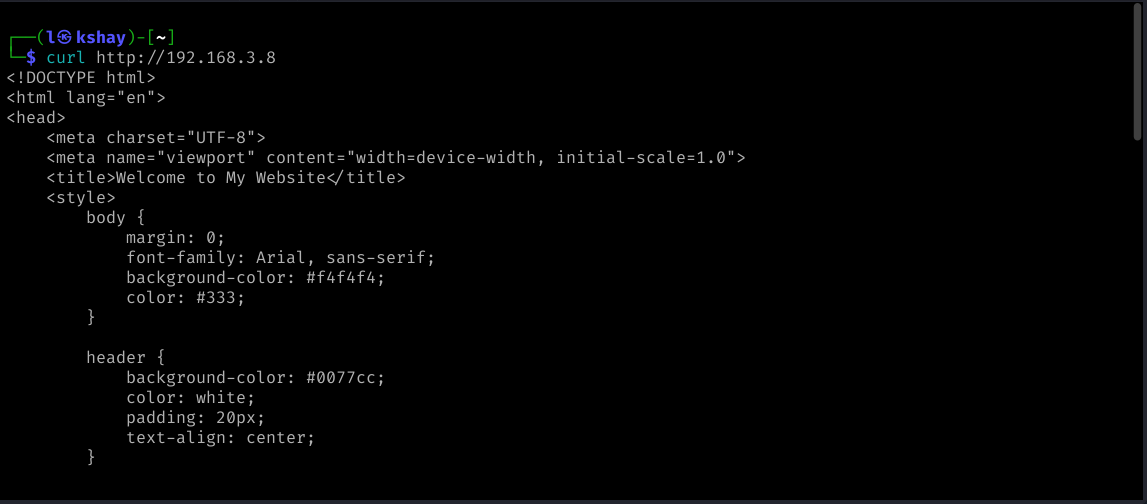 ┌──(l㉿kshay)-[~]
└─$ curl http://192.168.3.8
<!DOCTYPE html>
<html lang="en">
<head>
    <meta charset="UTF-8">
    <meta name="viewport" content="width=device-width, initial-scale=1.0">
    <title>Welcome to My Website</title>
    <style>
        body {
            margin: 0;
            font-family: Arial, sans-serif;
            background-color: #f4f4f4;
            color: #333;
        }

        header {
            background-color: #0077cc;
            color: white;
            padding: 20px;
            text-align: center;
        }